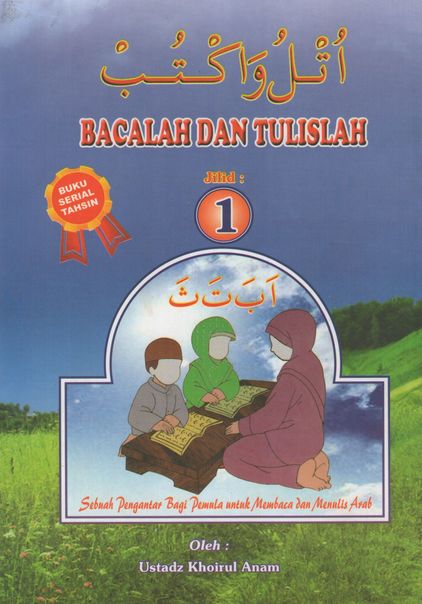 اُتْلُ وَاكْتُبْ
BACALAH DAN TULISLAH
Jilid :
1
BUKU
SERIAL
TAHSIN
اَ بَ تَ ثَ
Sebuah Pengantar Bagi Pemula untuk Membaca dan Menulis Arab
Oleh :
Ustadz Khoirul Anam